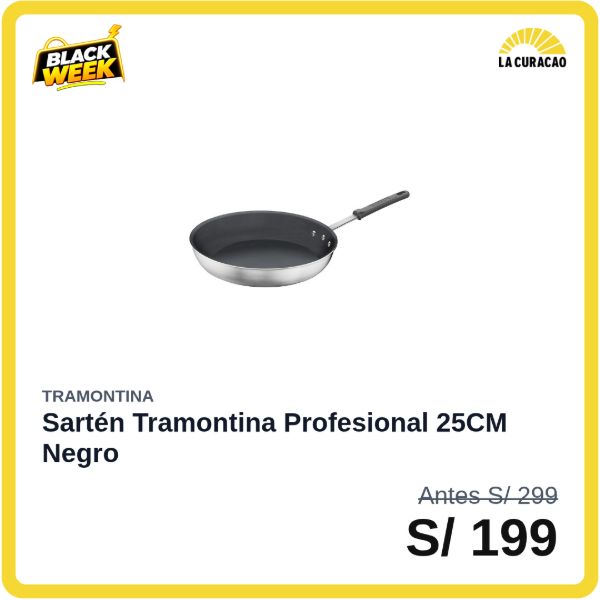 BLACK
WEEK
LA CURACAO
TRAMONTINA
Sartén Tramontina Profesional 25CM
Negro
Antes S/ 299
S/ 199